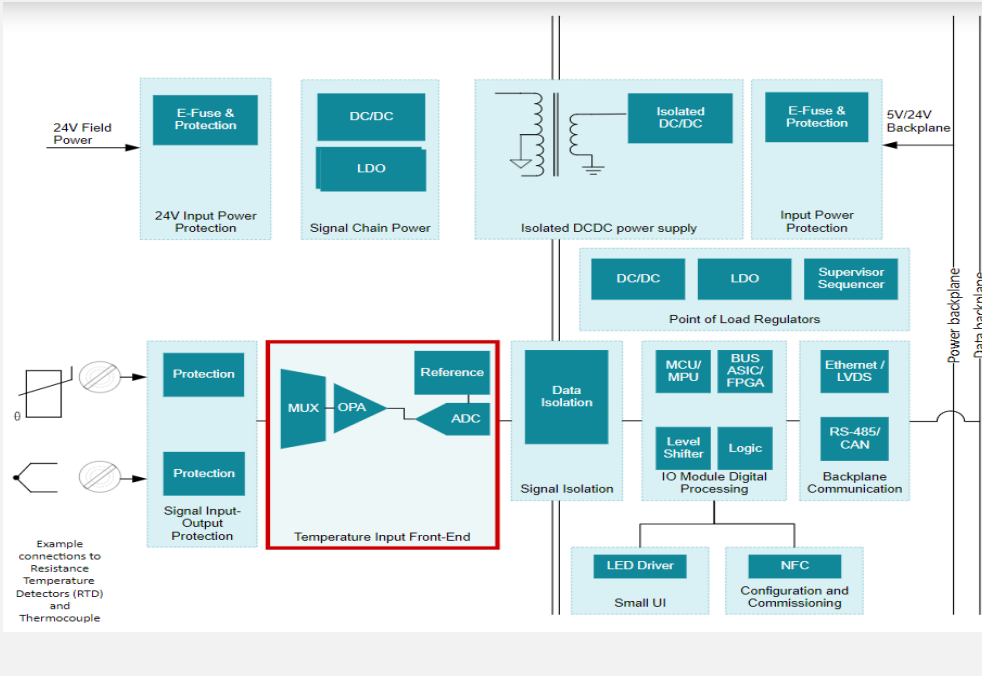 24V Field
Power
E-Fuse &
Protection
24V Input Power
Protection
DC/DC
LDO
Signal Chain Power
Isolated
DC/DC
Isolated DCDC power supply
E-Fuse &
Protection
Input Power
Protection
5V/24V
Backplane
DC/DC
LDO
Supervisor
Sequencer
Point of Load Regulators
Power backplane
Data backplane
θ
Protection
Protection
Signal Input-
Output
Protection
MUX
OPA
Reference
ADC
Temperature Input Front-End
Data
Isolation
Signal Isolation
MCU/
MPU
BUS
ASIC/
FPGA
Level
Shifter
Logic
IO Module Digital
Processing
Ethernet /
LVDS
RS-485/
CAN
Backplane
Communication
Example
connections to
Resistance
Temperature
Detectors (RTD)
and
Thermocouple
LED Driver
Small UI
NFC
Configuration and
Commissioning